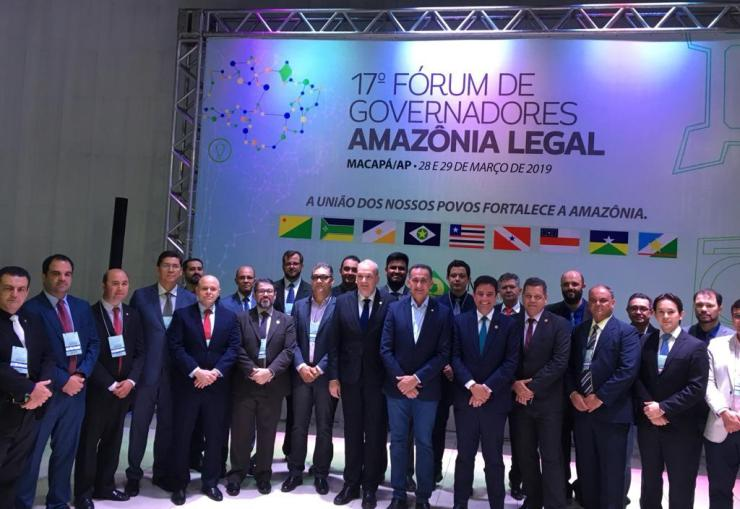 17º FÓRUM DE
GOVERNADORES
AMAZÔNIA LEGAL
MACAPÁ/AP • 28 E 29 DE MARÇO DE 2019
A UNIÃO DOS NOSSOS POVOS FORTALECE A AMAZÔNIA.